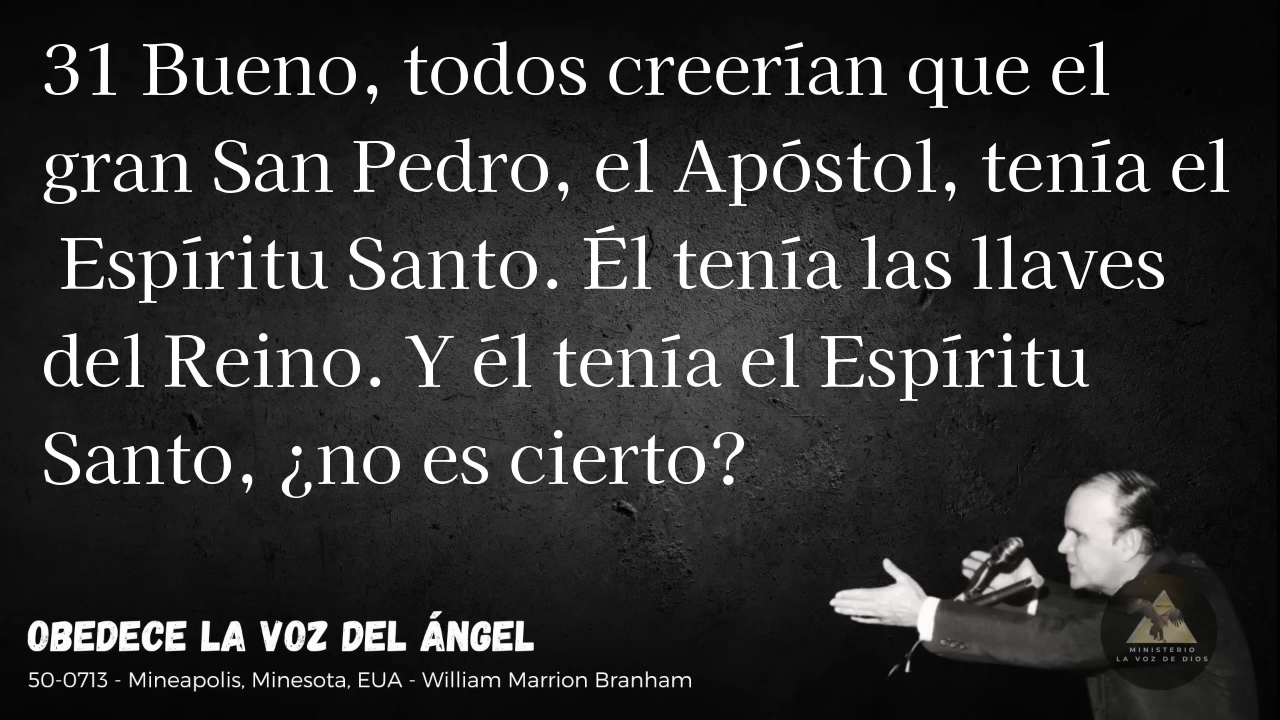 31 Bueno, todos creerían que el
gran San Pedro, el Apóstol, tenía el
Espíritu Santo. Él tenía las llaves
del Reino. Y él tenía el Espíritu
Santo, ¿no es cierto?
OBEDECE LA VOZ DEL ÁNGEL
50-0713 - Mineapolis, Minesota, EUA - William Marrion Branham
MINISTERIO
LA VOZ DE DIOS